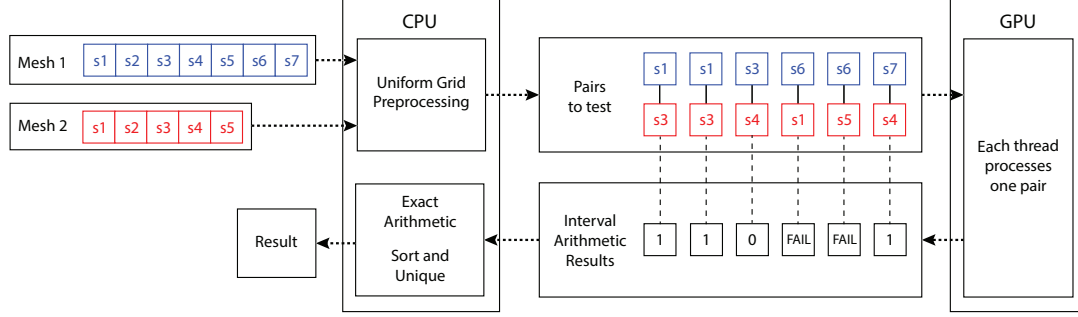 CPU
GPU
Mesh 1
s1 s2 s3 s4 s5 s6 s7
Mesh 2
s1 s2 s3 s4 s5
Uniform Grid
Preprocessing
Pairs
to test
s1 s1 s3 s6 s6 s7
s3 s3 s4 s1 s5 s4
Each thread
processes
one pair
Interval
Arithmetic
Results
1 1 0 FAIL FAIL 1
Exact
Arithmetic
Sort and
Unique
Result